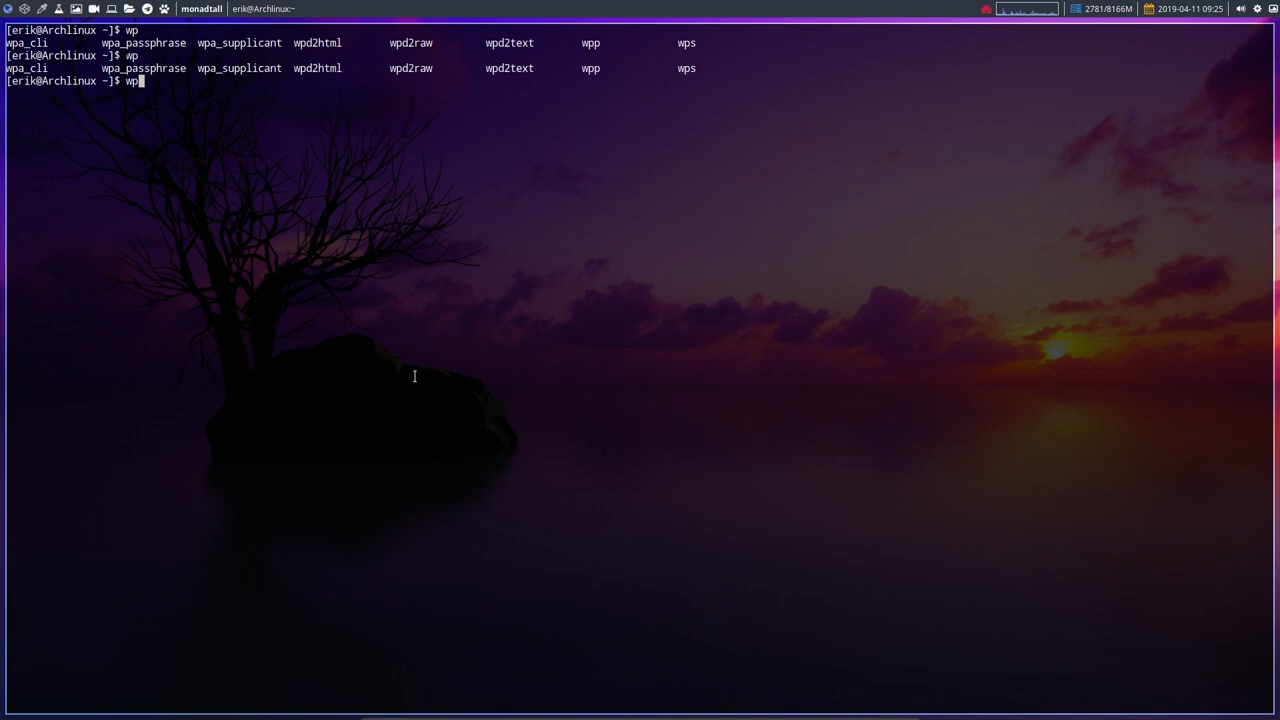 monadtall erik@Archlinux:~ 2781/8166M 2019-04-11 09:25
[erik@Archlinux ~]$ wp
wpa_cli wpa_passphrase wpa_supplicant wpd2html wpd2raw wpd2text wpp wps
[erik@Archlinux ~]$ wp
wpa_cli wpa_passphrase wpa_supplicant wpd2html wpd2raw wpd2text wpp wps
[erik@Archlinux ~]$ wp